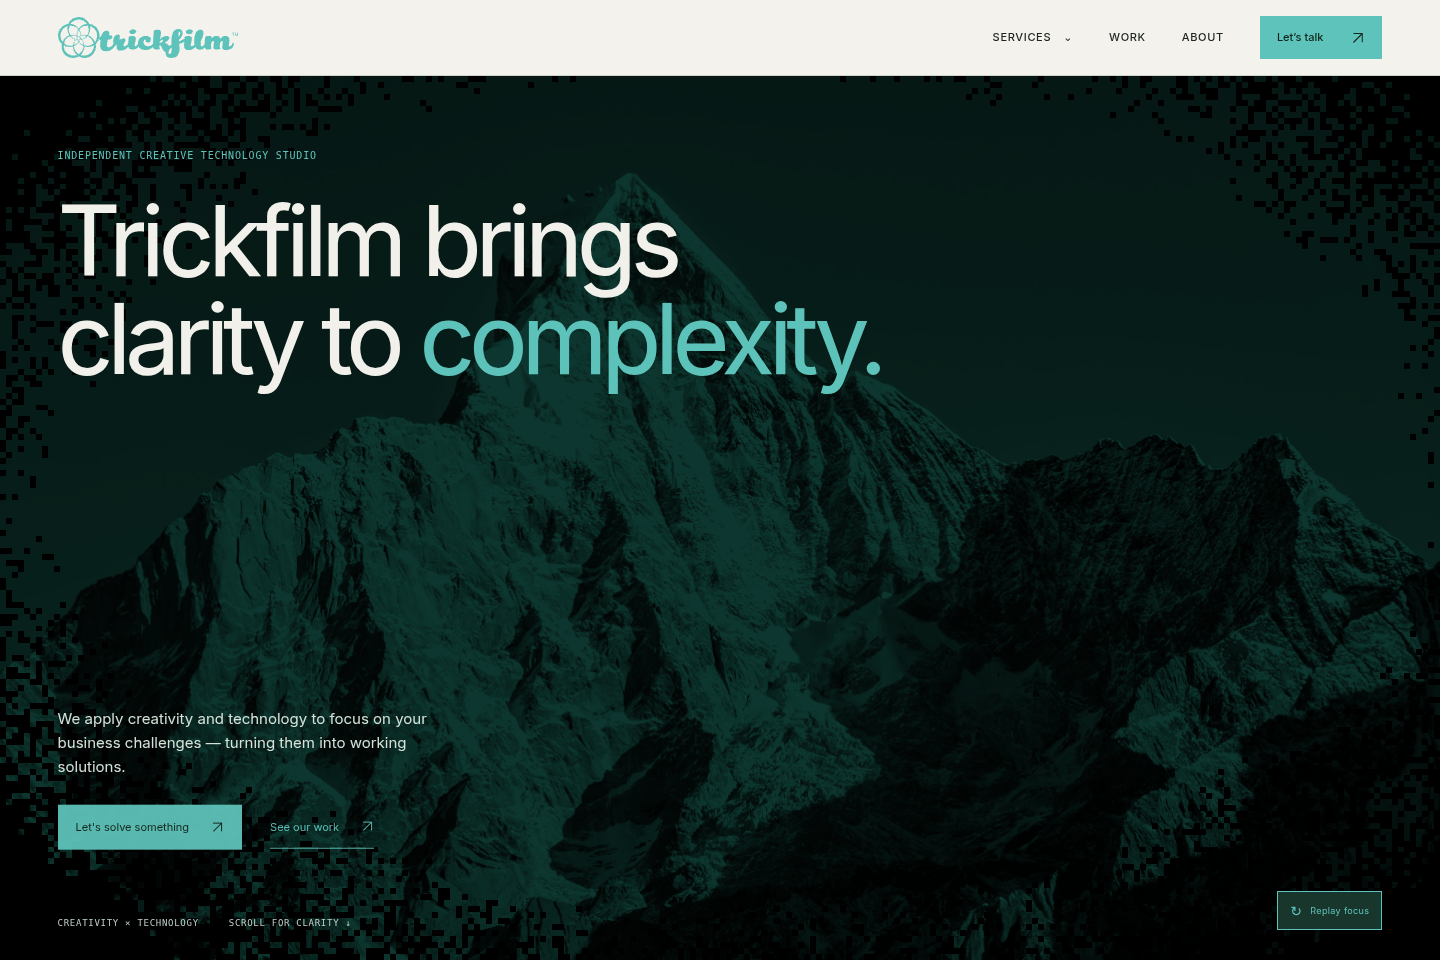 trickfilm™
SERVICES
WORK
ABOUT
Let's talk
INDEPENDENT CREATIVE TECHNOLOGY STUDIO
Trickfilm brings
clarity to complexity.
We apply creativity and technology to focus on your
business challenges — turning them into working
solutions.
Let's solve something
See our work
CREATIVITY × TECHNOLOGY
SCROLL FOR CLARITY ↓
Replay focus